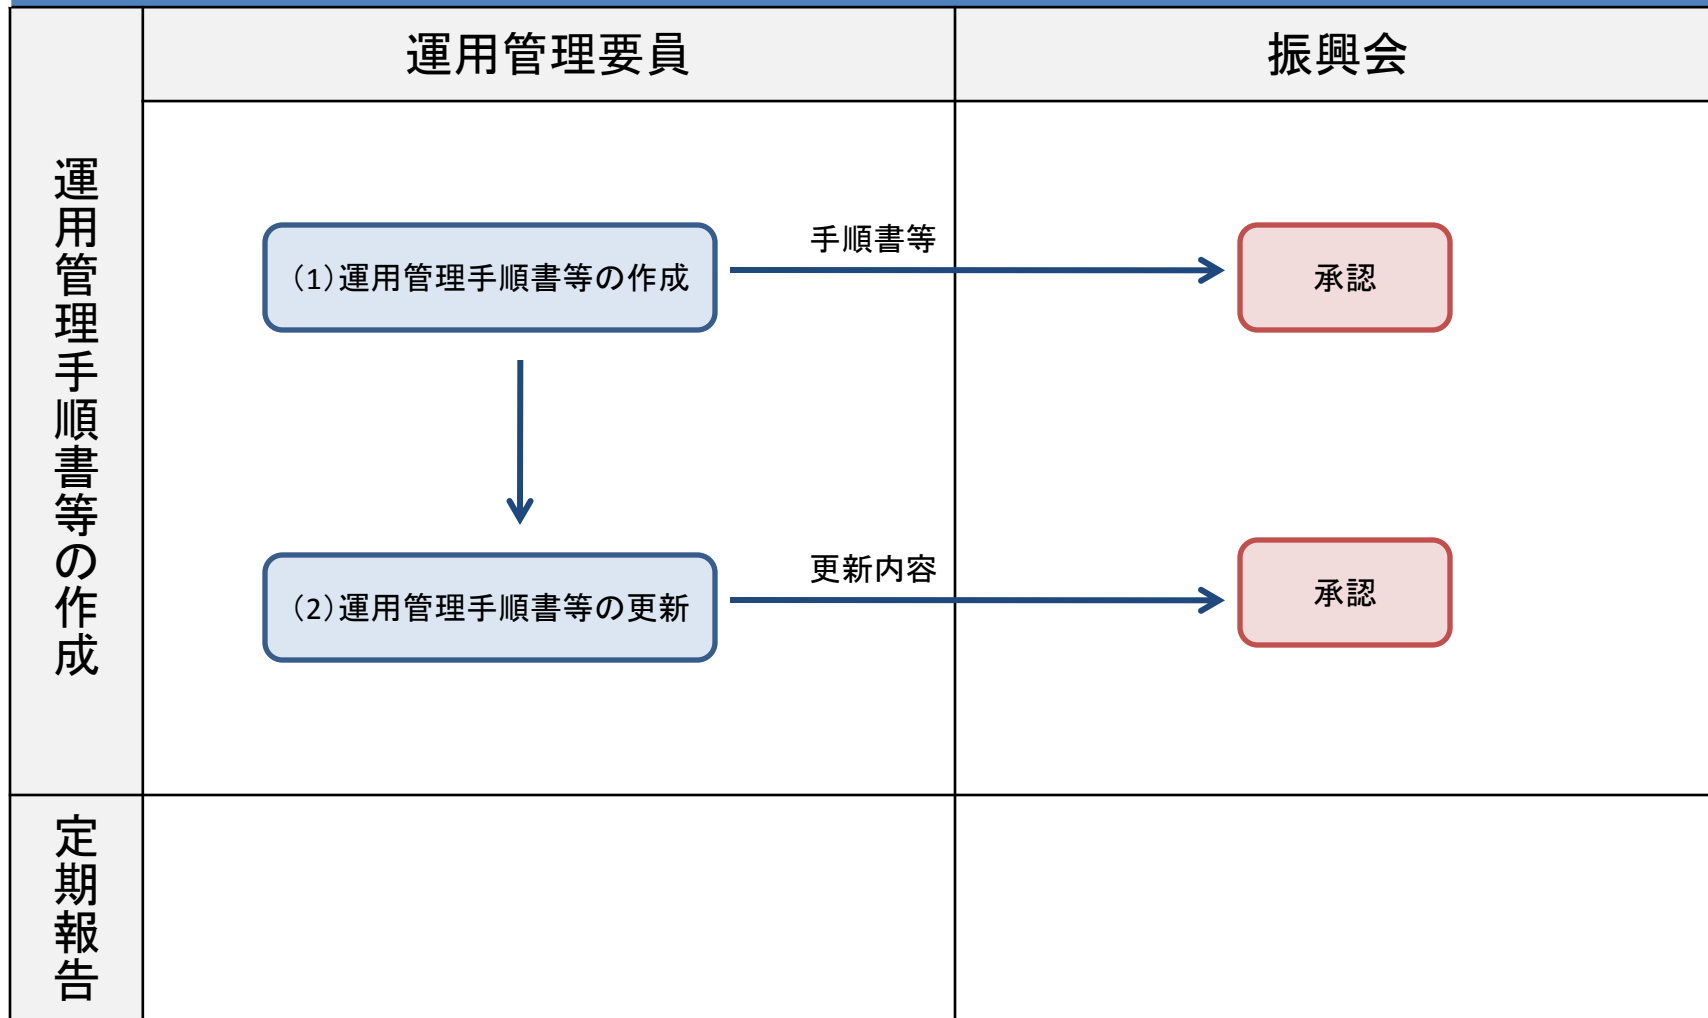 運用管理要員
振興会
運用管理手順書等の作成
(1)運用管理手順書等の作成
手順書等
承認
(2)運用管理手順書等の更新
更新内容
承認
定期報告